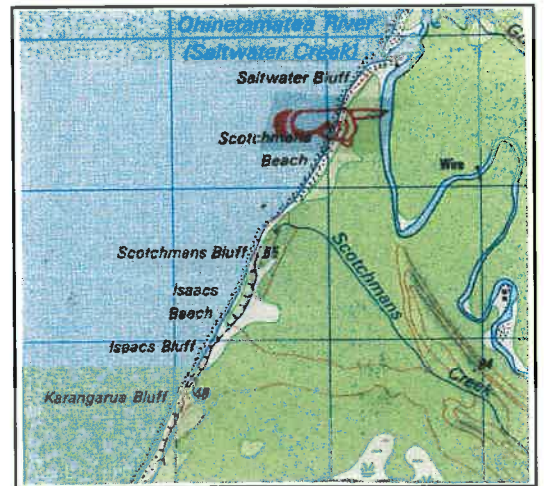 Ohinetamatea River
(Saltwater Creek)
Saltwater Bluff
Scotchmans
Beach
Wire
Scotchmans Bluff
85
Scotchmans
Isaacs
Beach
Isaacs Bluff
Creek
Karangarua Bluff
48